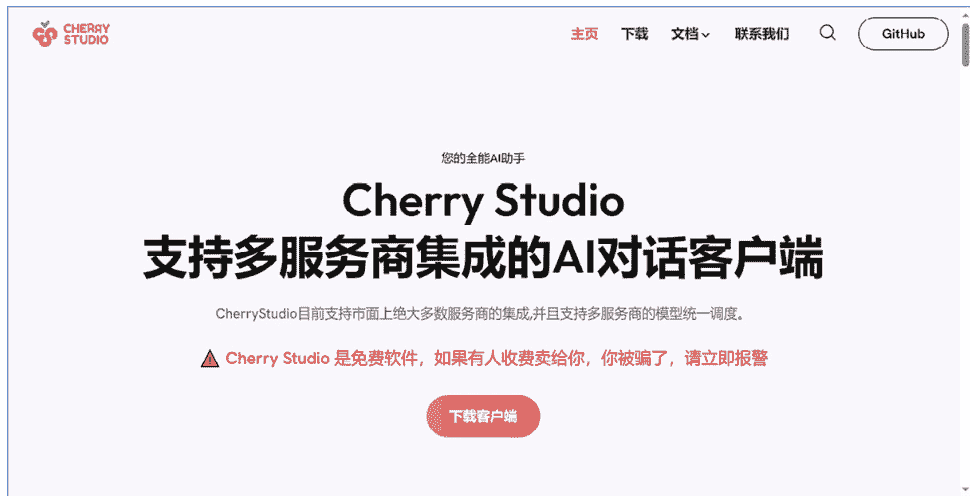 CHERRY
STUDIO
主页 下载 文档 联系我们 GitHub
您的全能AI助手
Cherry Studio
支持多服务商集成的AI对话客户端
CherryStudio目前支持市面上绝大多数服务商的集成,并且支持多服务商的模型统一调度。
Cherry Studio 是免费软件，如果有人收费卖给你，你被骗了，请立即报警
下载客户端